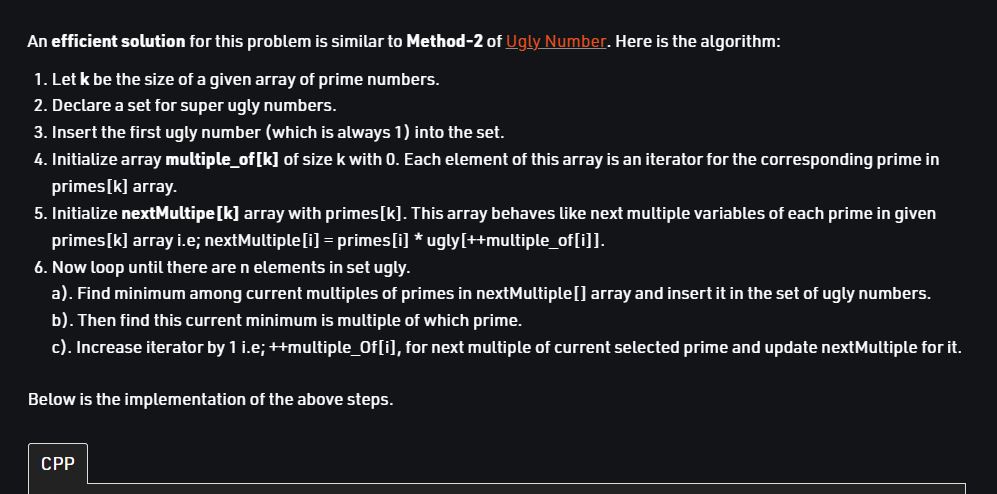 An efficient solution for this problem is similar to Method-2 of Ugly Number. Here is the algorithm:
1. Let k be the size of a given array of prime numbers.
2. Declare a set for super ugly numbers.
3. Insert the first ugly number (which is always 1) into the set.
4. Initialize array multiple_of[k] of size k with 0. Each element of this array is an iterator for the corresponding prime in
primes[k] array.
5. Initialize nextMultipe[k] array with primes[k]. This array behaves like next multiple variables of each prime in given
primes[k] array i.e; nextMultiple[i] = primes[i] * ugly[++multiple_of[i]].
6. Now loop until there are n elements in set ugly.
a). Find minimum among current multiples of primes in nextMultiple[] array and insert it in the set of ugly numbers.
b). Then find this current minimum is multiple of which prime.
c). Increase iterator by 1 i.e; ++multiple_Of[i], for next multiple of current selected prime and update nextMultiple for it.
Below is the implementation of the above steps.
CPP